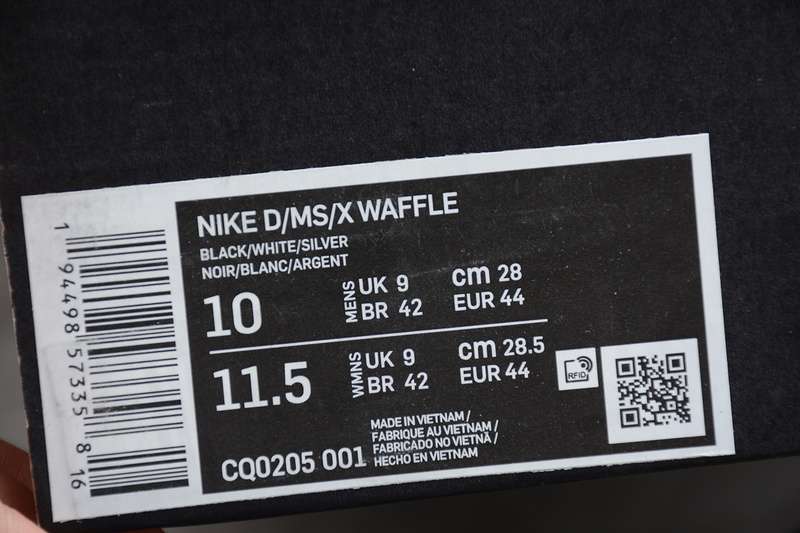 NIKE D/MS/X WAFFLE
BLACK/WHITE/SILVER
NOIR/BLANC/ARGENT
10 MENS UK 9 cm 28
BR 42 EUR 44
11.5 WMNS UK 9 cm 28.5
BR 42 EUR 44
RFID
CQ0205 001
MADE IN VIETNAM/
FABRIQUE AU VIETNAM/
FABRICADO NO VIETNÃ/
HECHO EN VIETNAM
1 94498 57335 8 16